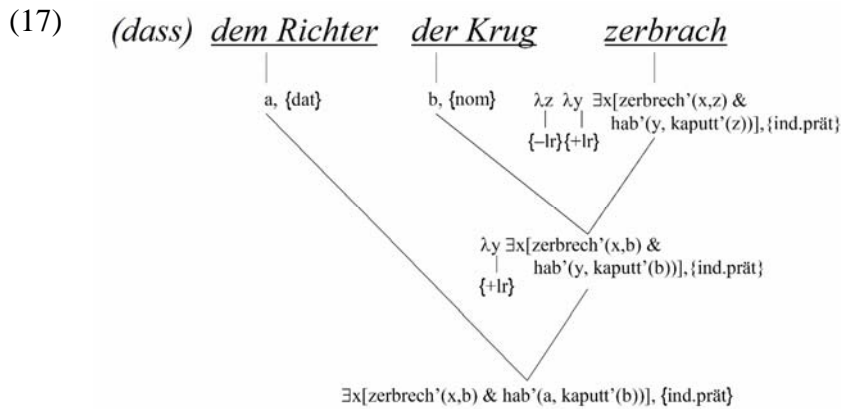 (17) (dass) dem Richter der Krug zerbrach
a, {dat} b, {nom} λz λy ∃x[zerbrech’(x,z) &
hab’(y, kaputt’(z))],{ind.prät}
{–lr}{+lr}
λy ∃x[zerbrech’(x,b) &
hab’(y, kaputt’(b))],{ind.prät}
{+lr}
∃x[zerbrech’(x,b) & hab’(a, kaputt’(b))], {ind.prät}